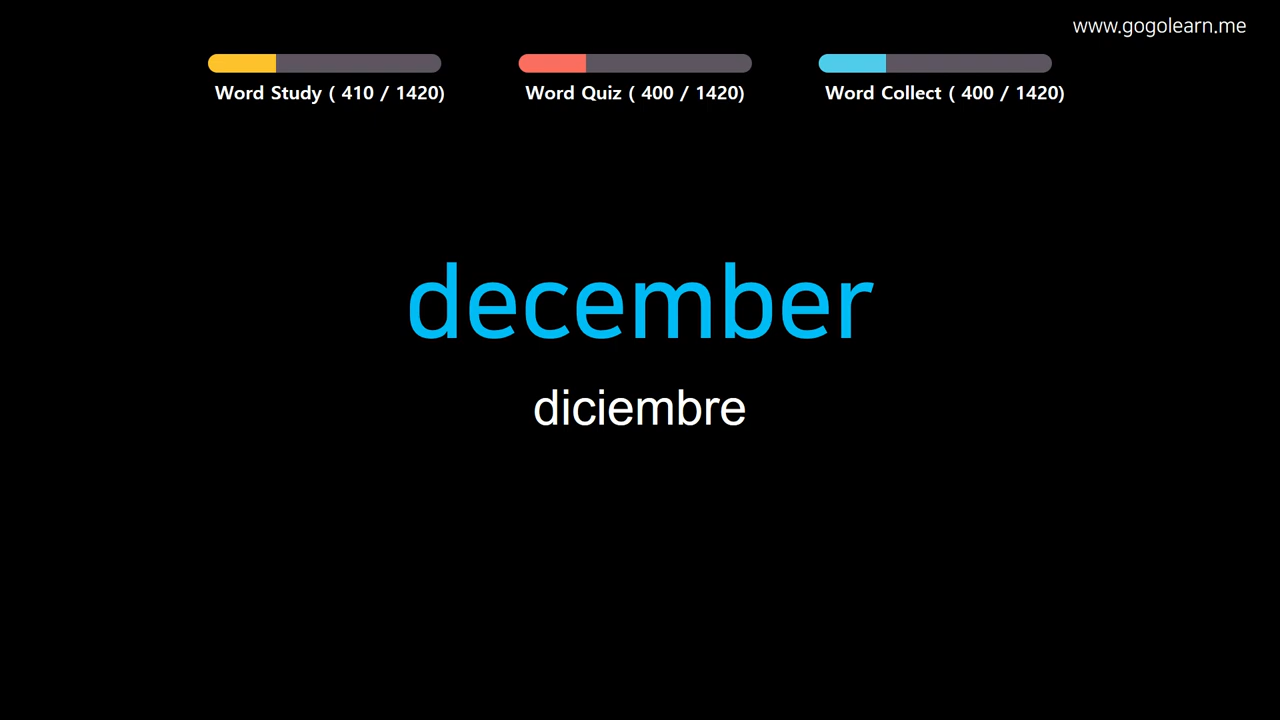 www.gogolearn.me
Word Study ( 410 / 1420)
Word Quiz ( 400 / 1420)
Word Collect ( 400 / 1420)
december
diciembre